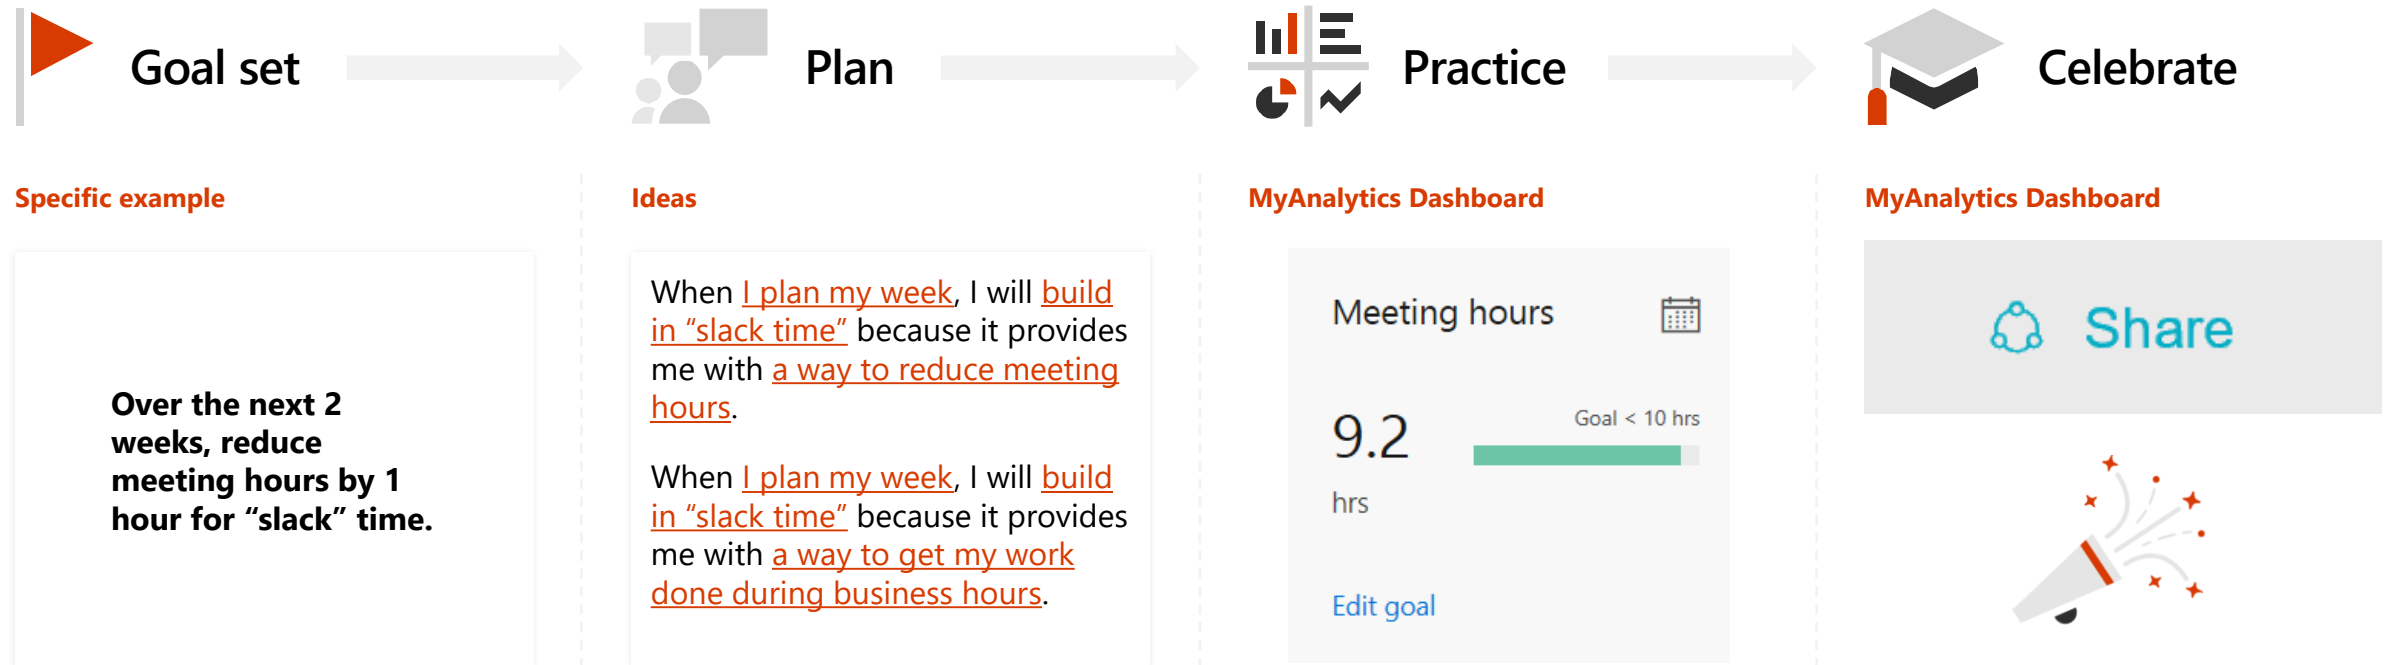 Goal set
Plan
Practice
Celebrate
Specific example
Over the next 2
weeks, reduce
meeting hours by 1
hour for “slack” time.
Ideas
When I plan my week, I will build
in “slack time” because it provides
me with a way to reduce meeting
hours.
When I plan my week, I will build
in “slack time” because it provides
me with a way to get my work
done during business hours.
MyAnalytics Dashboard
Meeting hours
9.2
hrs
Goal < 10 hrs
Edit goal
MyAnalytics Dashboard
Share